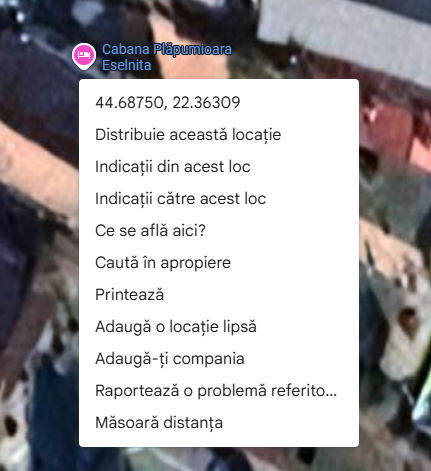 Cabana Plăpumioara
Eselnita
44.68750, 22.36309
Distribuie această locație
Indicații din acest loc
Indicații către acest loc
Ce se află aici?
Caută în apropiere
Printează
Adaugă o locație lipsă
Adaugă-ți compania
Raportează o problemă referito...
Măsoară distanța